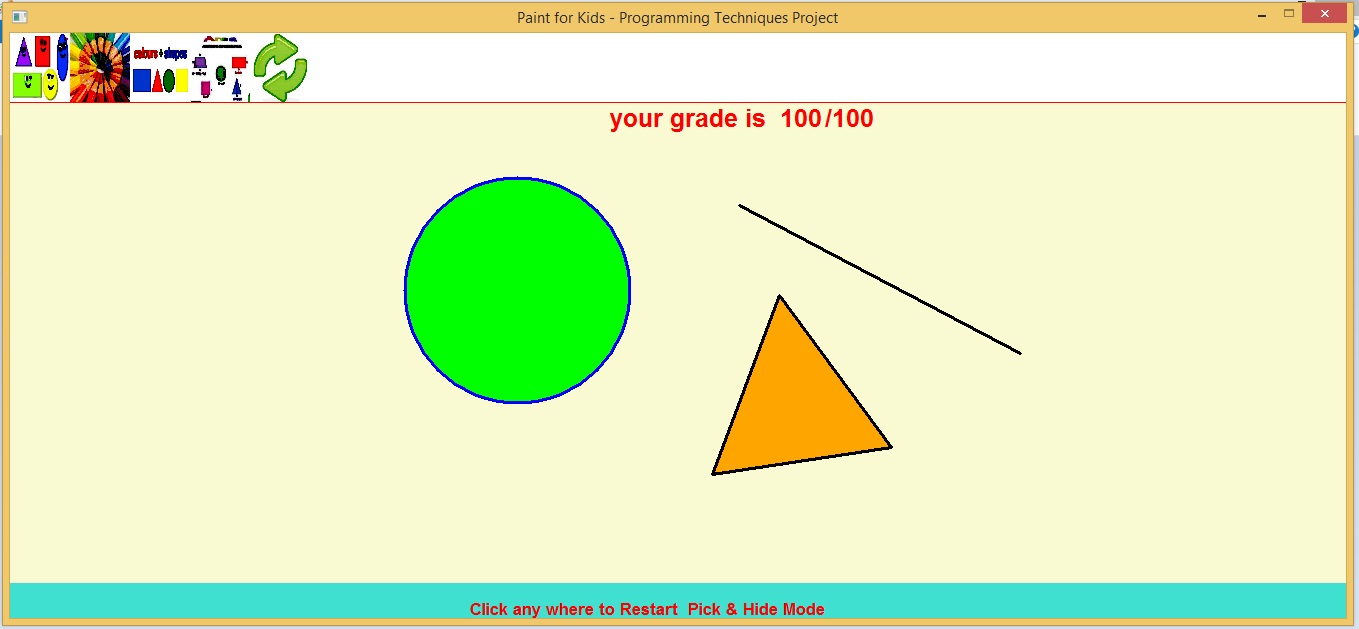 Paint for Kids - Programming Techniques Project
colours + shapes
your grade is 100/100
Click any where to Restart Pick & Hide Mode